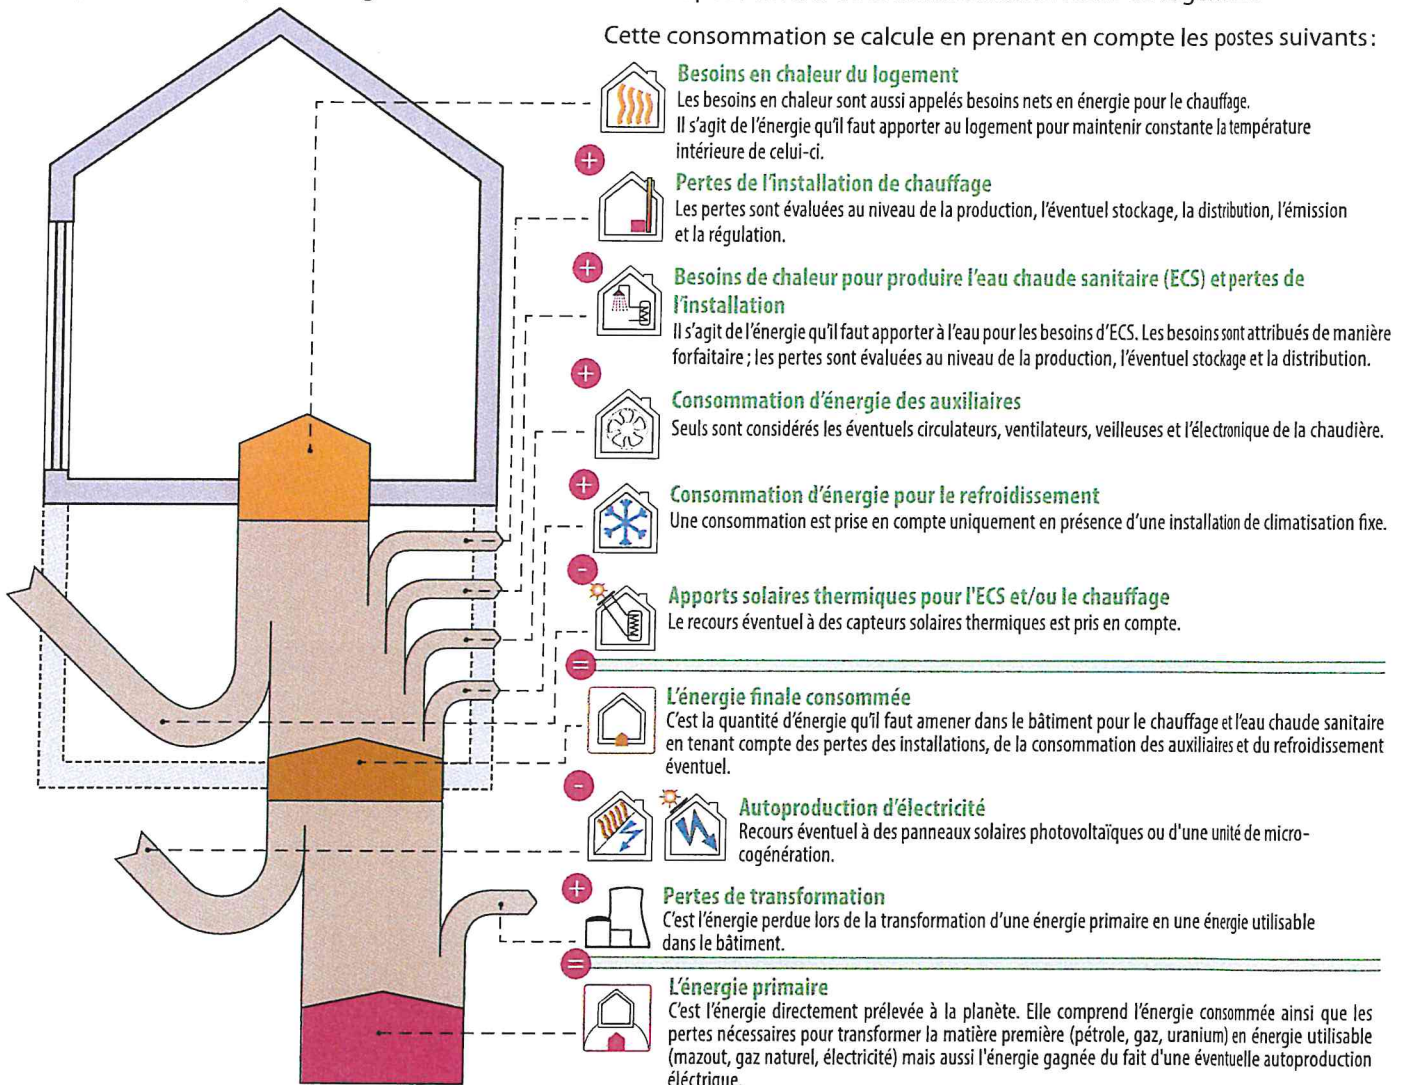 Cette consommation se calcule en prenant en compte les postes suivants :
Besoins en chaleur du logement
Les besoins en chaleur sont aussi appelés besoins nets en énergie pour le chauffage.
Il s'agit de l'énergie qu'il faut apporter au logement pour maintenir constante la température
intérieure de celui-ci.
+
Pertes de l'installation de chauffage
Les pertes sont évaluées au niveau de la production, l'éventuel stockage, la distribution, l'émission
et la régulation.
+
Besoins de chaleur pour produire l'eau chaude sanitaire (ECS) et pertes de
l'installation
Il s'agit de l'énergie qu'il faut apporter à l'eau pour les besoins d'ECS. Les besoins sont attribués de manière
forfaitaire ; les pertes sont évaluées au niveau de la production, l'éventuel stockage et la distribution.
+
Consommation d'énergie des auxiliaires
Seuls sont considérés les éventuels circulateurs, ventilateurs, veilleuses et l'électronique de la chaudière.
+
Consommation d'énergie pour le refroidissement
Une consommation est prise en compte uniquement en présence d'une installation de climatisation fixe.
-
Apports solaires thermiques pour l'ECS et/ou le chauffage
Le recours éventuel à des capteurs solaires thermiques est pris en compte.
=
L'énergie finale consommée
C'est la quantité d'énergie qu'il faut amener dans le bâtiment pour le chauffage et l'eau chaude sanitaire
en tenant compte des pertes des installations, de la consommation des auxiliaires et du refroidissement
éventuel.
-
Autoproduction d'électricité
Recours éventuel à des panneaux solaires photovoltaïques ou d'une unité de micro-
cogénération.
+
Pertes de transformation
C'est l'énergie perdue lors de la transformation d'une énergie primaire en une énergie utilisable
dans le bâtiment.
=
L'énergie primaire
C'est l'énergie directement prélevée à la planète. Elle comprend l'énergie consommée ainsi que les
pertes nécessaires pour transformer la matière première (pétrole, gaz, uranium) en énergie utilisable
(mazout, gaz naturel, électricité) mais aussi l'énergie gagnée du fait d'une éventuelle autoproduction
éléctrique.